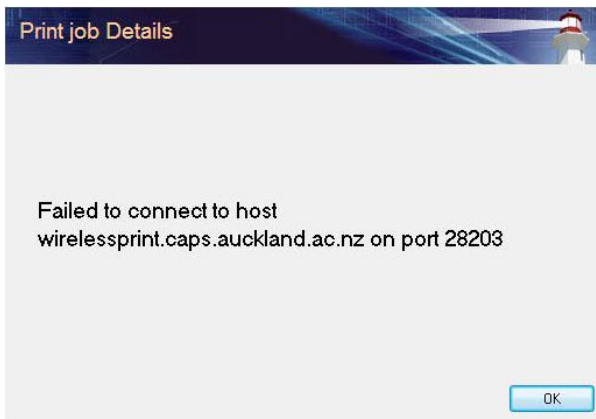 Print job Details
Failed to connect to host
wirelessprint.caps.auckland.ac.nz on port 28203
OK